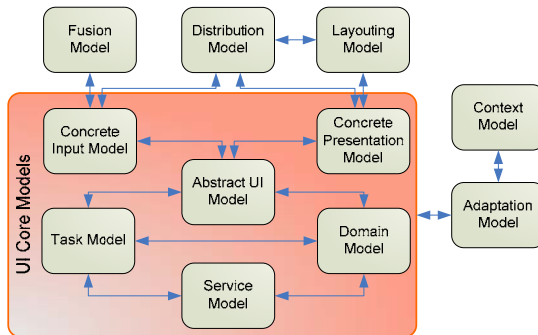 Fusion
Model
Distribution
Model
Layouting
Model
Concrete
Input Model
Concrete
Presentation
Model
Context
Model
Abstract UI
Model
Adaptation
Model
Task Model
Domain
Model
Service
Model
UI Core Models